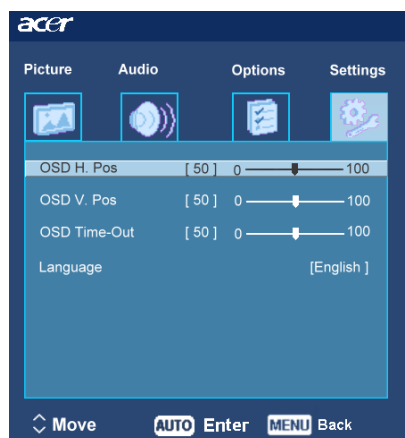 acer
Picture Audio Options Settings
OSD H. Pos [ 50 ] 0 100
OSD V. Pos [ 50 ] 0 100
OSD Time-Out [ 50 ] 0 100
Language [English ]
Move AUTO Enter MENU Back